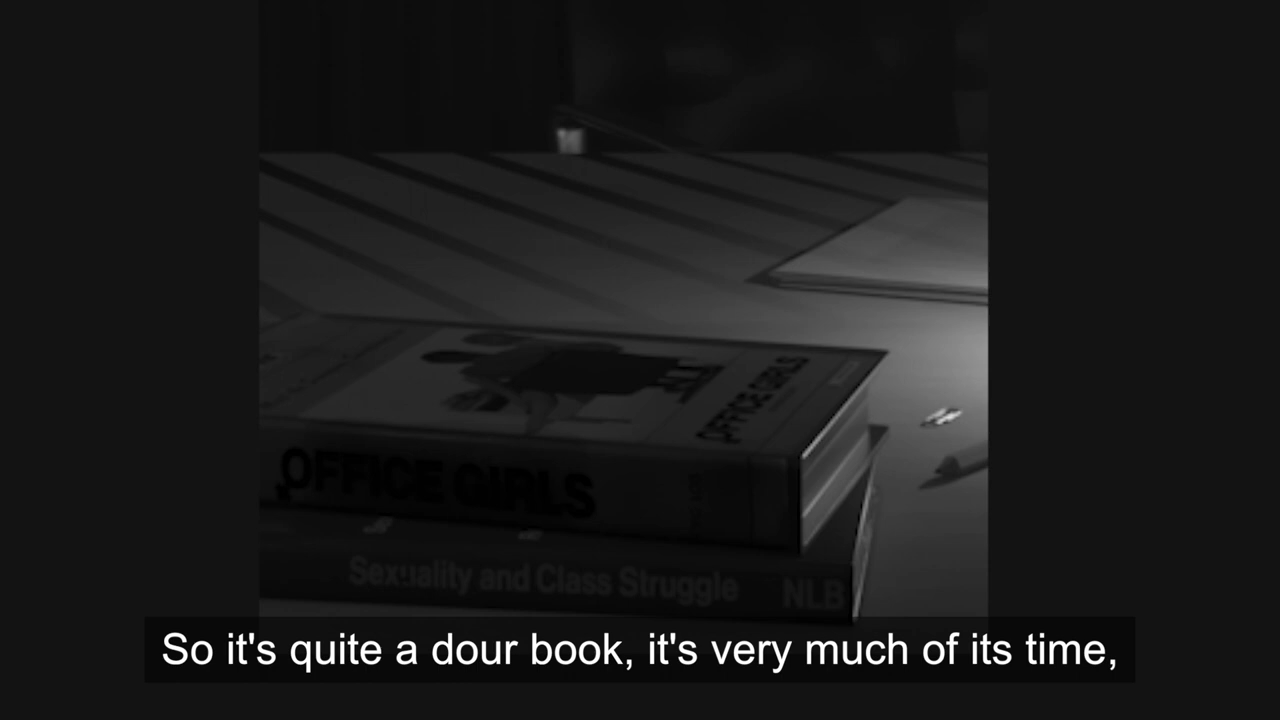 OFFICE GIRLS
OFFICE GIRLS
Sexuality and Class Struggle NLB
So it's quite a dour book, it's very much of its time,